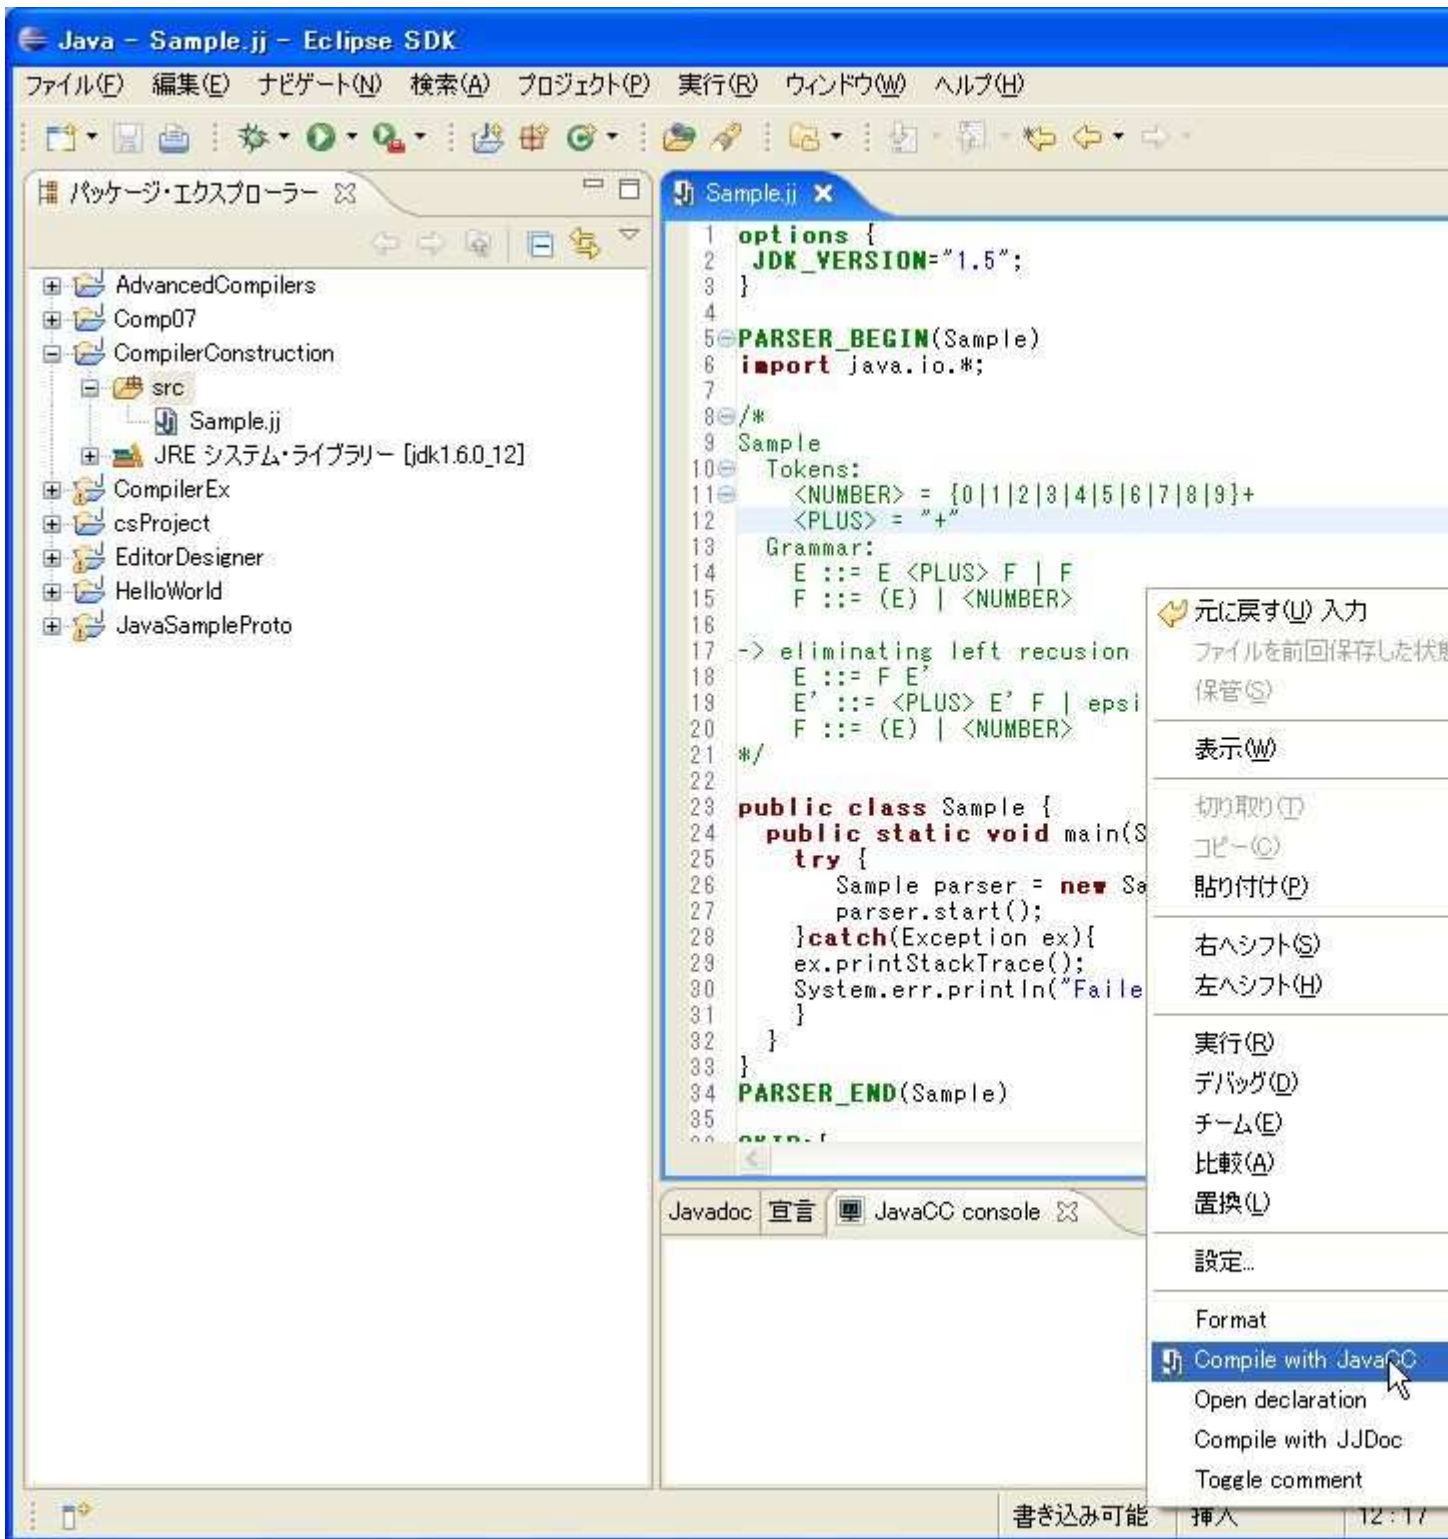 Java - Sample.jj - Eclipse SDK
ファイル(F) 編集(E) ナビゲート(N) 検索(A) プロジェクト(P) 実行(R) ウィンドウ(W) ヘルプ(H)
パッケージ・エクスプローラー
AdvancedCompilers
Comp07
CompilerConstruction
src
Sample.jj
JRE システム・ライブラリー [jdk1.6.0_12]
CompilerEx
csProject
EditorDesigner
HelloWorld
JavaSampleProto
Sample.jj
1 options {
2 JDK_VERSION="1.5";
3 }
4
5 PARSER_BEGIN(Sample)
6 import java.io.*;
7
8 /*
9 Sample
10 Tokens:
11 <NUMBER> = {0|1|2|3|4|5|6|7|8|9}+
12 <PLUS> = "+"
13 Grammar:
14 E ::= E <PLUS> F | F
15 F ::= (E) | <NUMBER>
16
17 -> eliminating left recusion
18 E ::= F E'
19 E' ::= <PLUS> E' F | epsi
20 F ::= (E) | <NUMBER>
21 */
22
23 public class Sample {
24 public static void main(S
25 try {
26 Sample parser = new Sa
27 parser.start();
28 }catch(Exception ex){
29 ex.printStackTrace();
30 System.err.println("Faile
31 }
32 }
33 }
34 PARSER_END(Sample)
35
Javadoc 宣言 JavaCC console
元に戻す(U) 入力
ファイルを前回保存した状態
保管(S)
表示(W)
切り取り(T)
コピー(C)
貼り付け(P)
右へシフト(S)
左へシフト(H)
実行(R)
デバッグ(D)
チーム(E)
比較(A)
置換(L)
設定...
Format
Compile with JavaCC
Open declaration
Compile with JJDoc
Toggle comment
書き込み可能 挿入 12:17